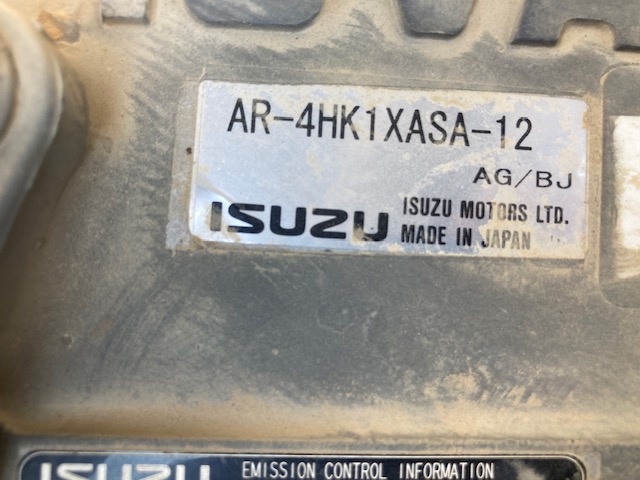 AR-4HK1XASA-12
AG/BJ
ISUZU ISUZU MOTORS LTD.
MADE IN JAPAN
ISUZU EMISSION CONTROL INFORMATION